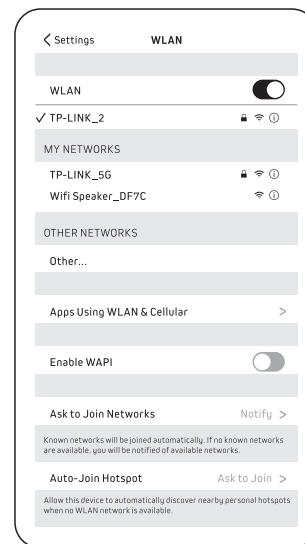 Settings WLAN
WLAN
TP-LINK_2
MY NETWORKS
TP-LINK_5G
Wifi Speaker_DF7C
OTHER NETWORKS
Other...
Apps Using WLAN & Cellular
Enable WAPI
Ask to Join Networks Notify
Known networks will be joined automatically. If no known networks
are available, you will be notified of available networks.
Auto-Join Hotspot Ask to Join
Allow this device to automatically discover nearby personal hotspots
when no WLAN network is available.